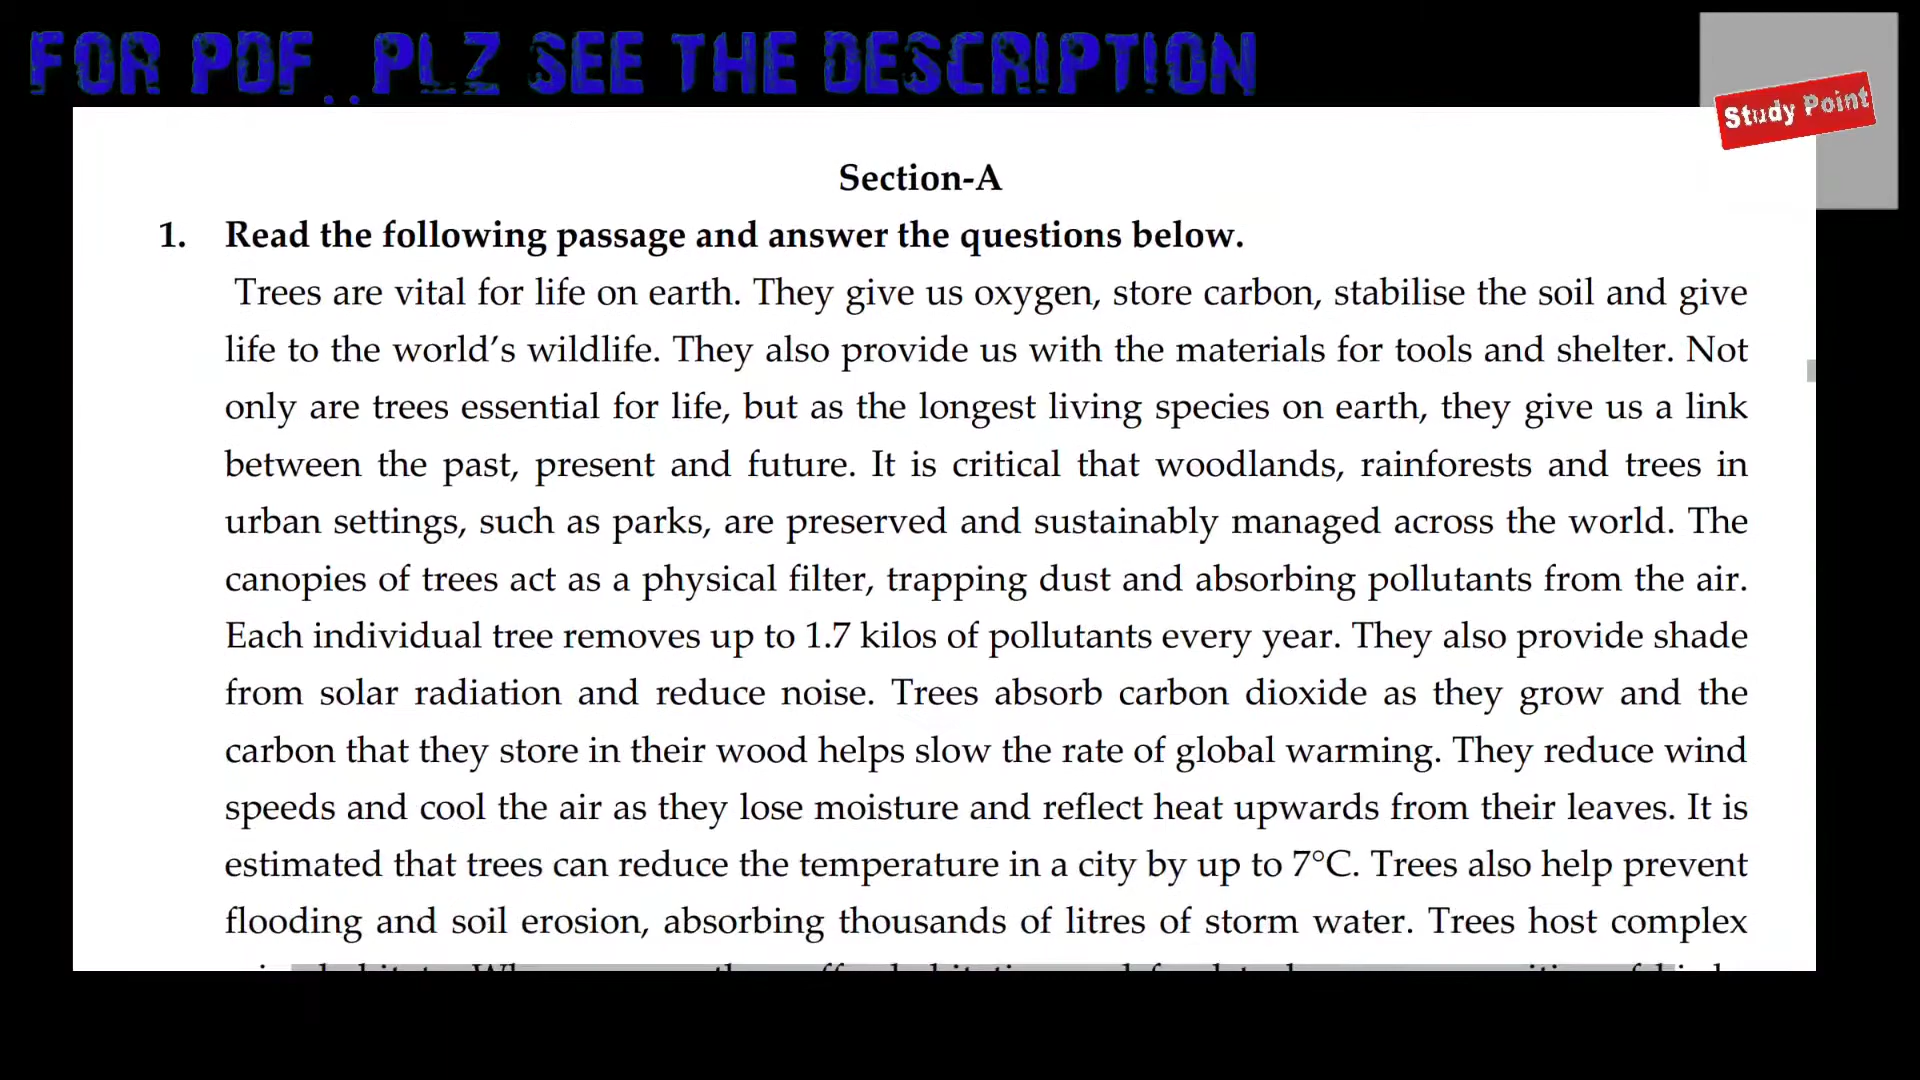 FOR PDF..PLZ SEE THE DESCRIPTION
Study Point
Section-A
1. Read the following passage and answer the questions below.
Trees are vital for life on earth. They give us oxygen, store carbon, stabilise the soil and give
life to the world’s wildlife. They also provide us with the materials for tools and shelter. Not
only are trees essential for life, but as the longest living species on earth, they give us a link
between the past, present and future. It is critical that woodlands, rainforests and trees in
urban settings, such as parks, are preserved and sustainably managed across the world. The
canopies of trees act as a physical filter, trapping dust and absorbing pollutants from the air.
Each individual tree removes up to 1.7 kilos of pollutants every year. They also provide shade
from solar radiation and reduce noise. Trees absorb carbon dioxide as they grow and the
carbon that they store in their wood helps slow the rate of global warming. They reduce wind
speeds and cool the air as they lose moisture and reflect heat upwards from their leaves. It is
estimated that trees can reduce the temperature in a city by up to 7°C. Trees also help prevent
flooding and soil erosion, absorbing thousands of litres of storm water. Trees host complex